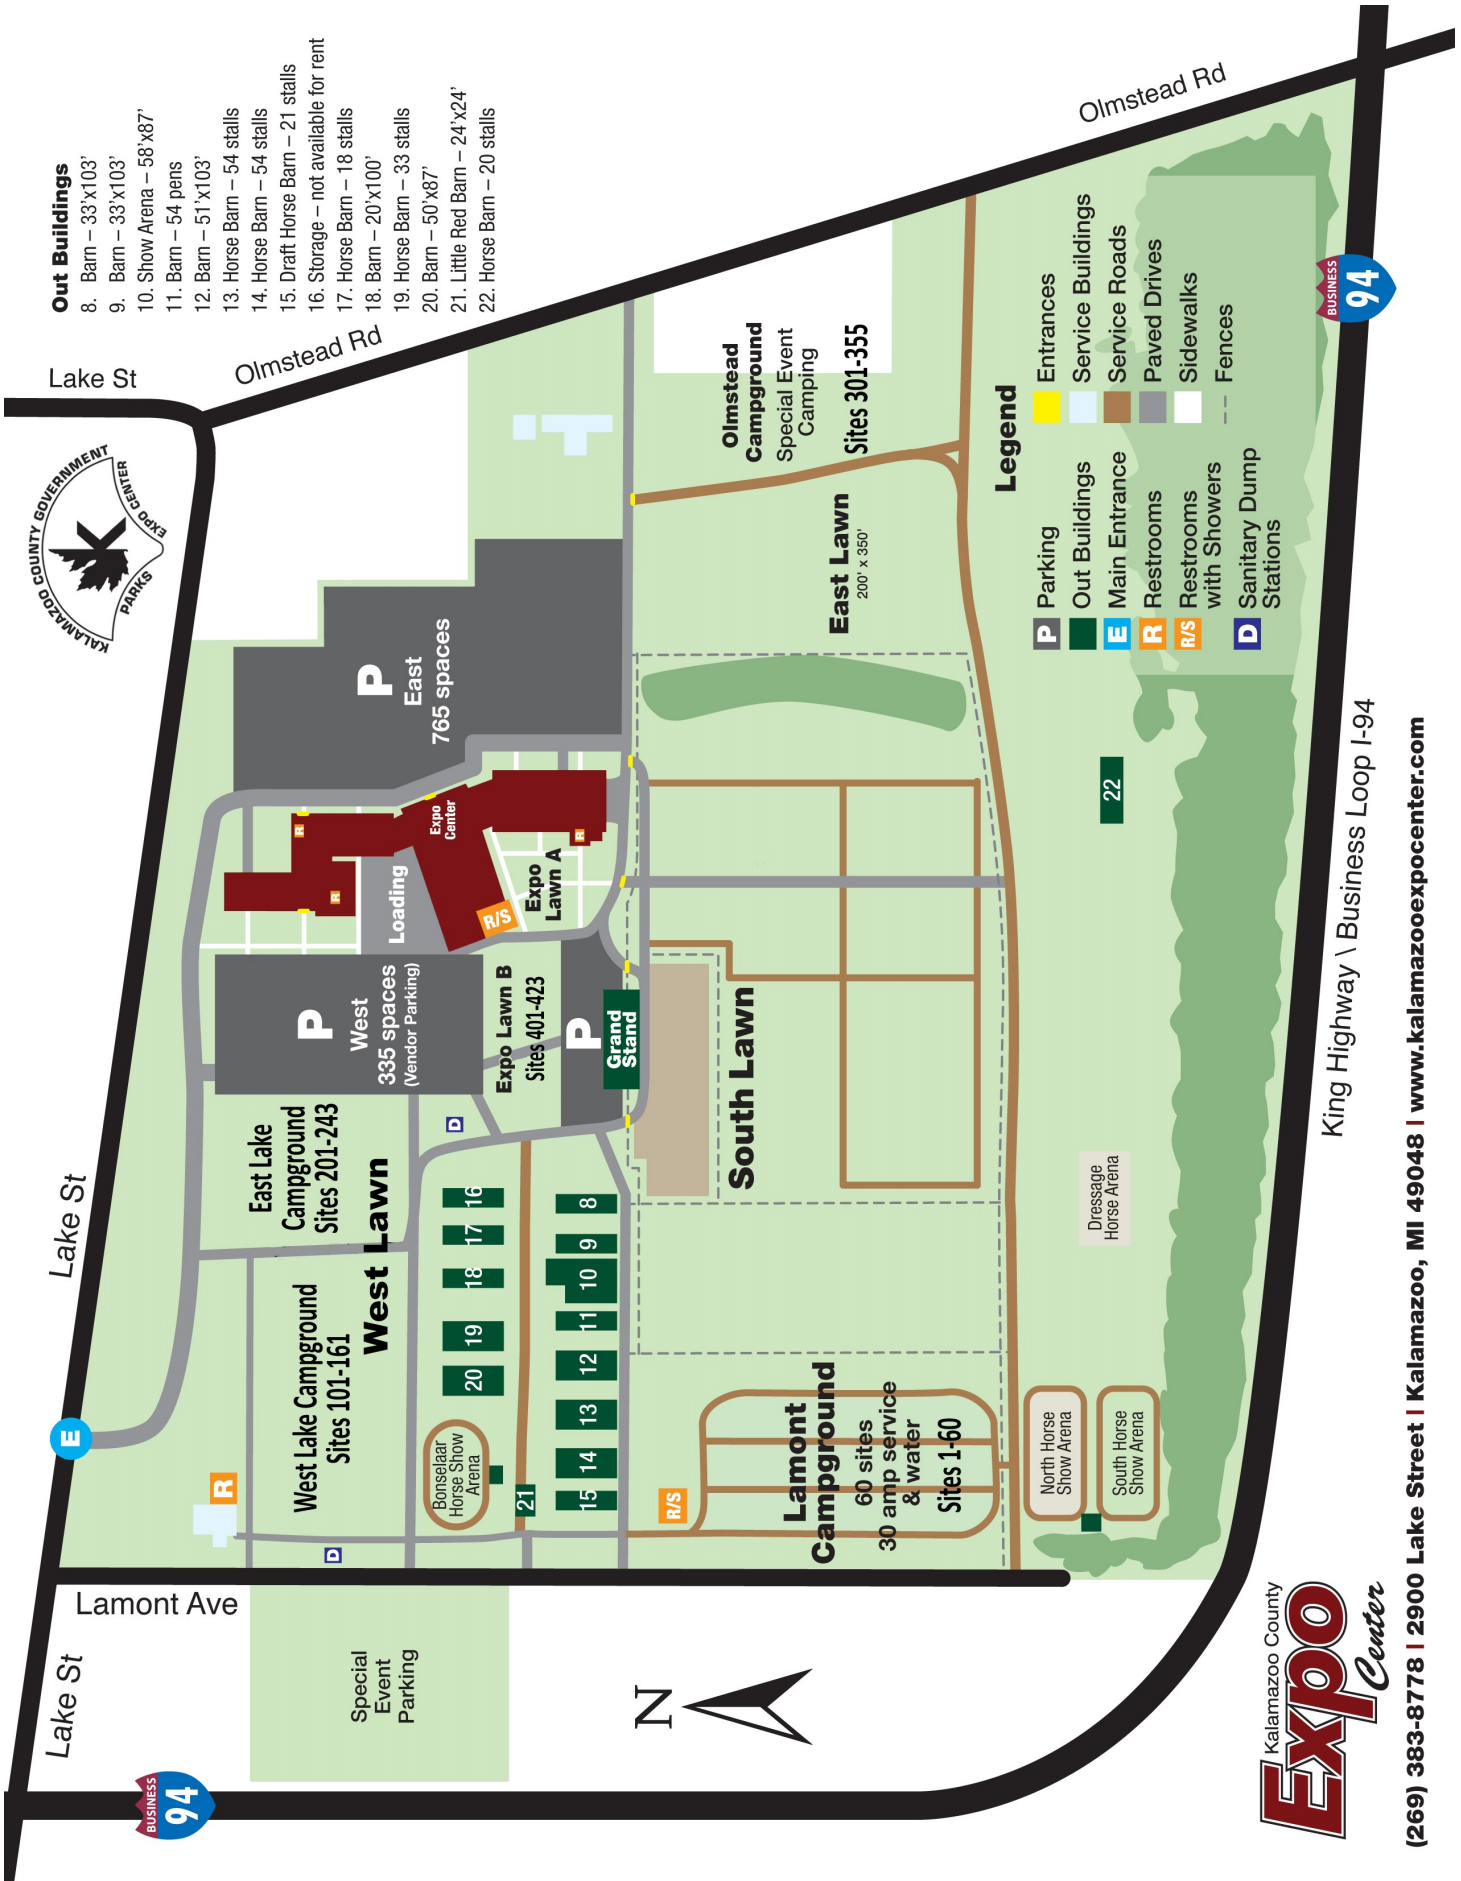 KALAMAZOO COUNTY GOVERNMENT
PARKS
EXPO CENTER
Out Buildings
8. Barn – 33'x103'
9. Barn – 33'x103'
10. Show Arena – 58'x87'
11. Barn – 54 pens
12. Barn – 51'x103'
13. Horse Barn – 54 stalls
14. Horse Barn – 54 stalls
15. Draft Horse Barn – 21 stalls
16. Storage – not available for rent
17. Horse Barn – 18 stalls
18. Barn – 20'x100'
19. Horse Barn – 33 stalls
20. Barn – 50'x87'
21. Little Red Barn – 24'x24'
22. Horse Barn – 20 stalls
Lake St
Lake St
Lake St
Olmstead Rd
Olmstead Rd
Lamont Ave
BUSINESS
94
E
R
D
West Lake Campground
Sites 101-161
East Lake
Campground
Sites 201-243
West Lawn
P
West
335 spaces
(Vendor Parking)
D
Loading
R
R
Expo
Center
R/S
R
Expo
Lawn A
Expo Lawn B
Sites 401-423
P
Grand
Stand
P
East
765 spaces
Special
Event
Parking
Bonselaar
Horse Show
Arena
20
19
18
17
16
21
15
14
13
12
11
10
9
8
R/S
Lamont
Campground
60 sites
30 amp service
& water
Sites 1-60
South Lawn
East Lawn
200' x 350'
Olmstead
Campground
Special Event
Camping
Sites 301-355
North Horse
Show Arena
South Horse
Show Arena
Dressage
Horse Arena
22
Legend
P Parking
Out Buildings
E Main Entrance
R Restrooms
R/S Restrooms
with Showers
D Sanitary Dump
Stations
Entrances
Service Buildings
Service Roads
Paved Drives
Sidewalks
Fences
N
BUSINESS
94
King Highway \ Business Loop I-94
Kalamazoo County
Expo
Center
(269) 383-8778 | 2900 Lake Street | Kalamazoo, MI 49048 | www.kalamazooexpocenter.com